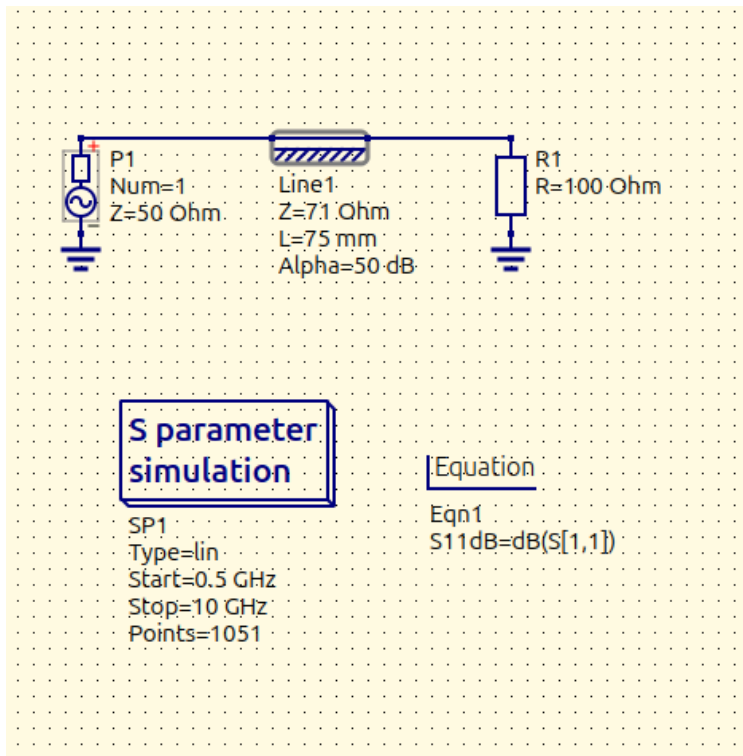 P1
Num=1
Z=50 Ohm
Line1
Z=71 Ohm
L=75 mm
Alpha=50 dB
R1
R=100 Ohm
S parameter
simulation
SP1
Type=lin
Start=0.5 GHz
Stop=10 GHz
Points=1051
Equation
Eqn1
S11dB=dB(S[1,1])